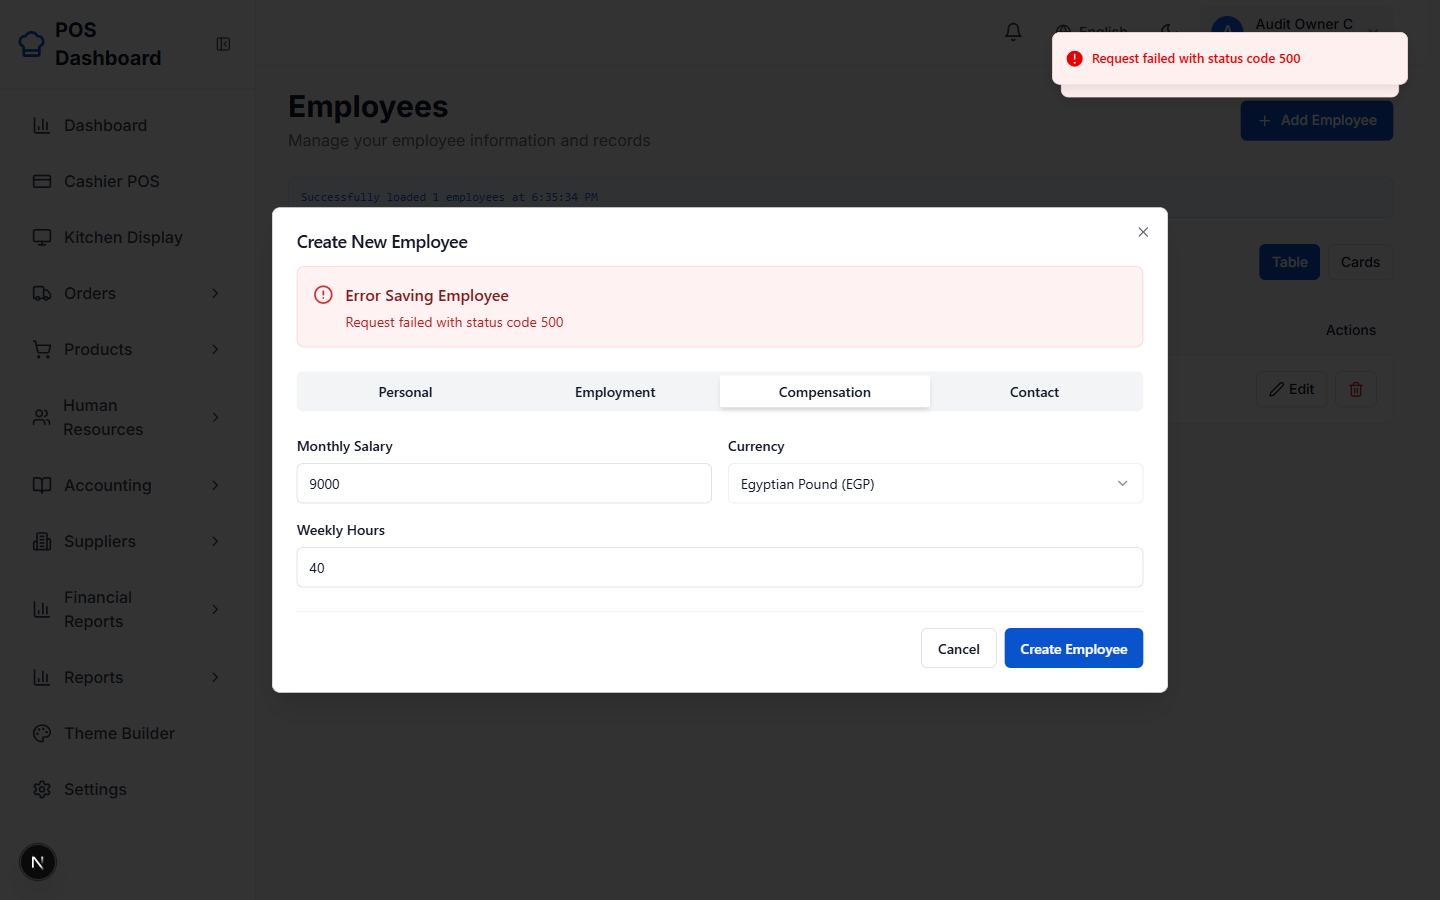 POS
Dashboard
English
Audit Owner C
A
Request failed with status code 500
Dashboard
Cashier POS
Kitchen Display
Orders
Products
Human
Resources
Accounting
Suppliers
Financial
Reports
Reports
Theme Builder
Settings
N
Employees
Manage your employee information and records
Add Employee
Successfully loaded 1 employees at 6:35:34 PM
Table
Cards
Actions
Edit
Create New Employee
Error Saving Employee
Request failed with status code 500
Personal
Employment
Compensation
Contact
Monthly Salary
Currency
9000
Egyptian Pound (EGP)
Weekly Hours
40
Cancel
Create Employee